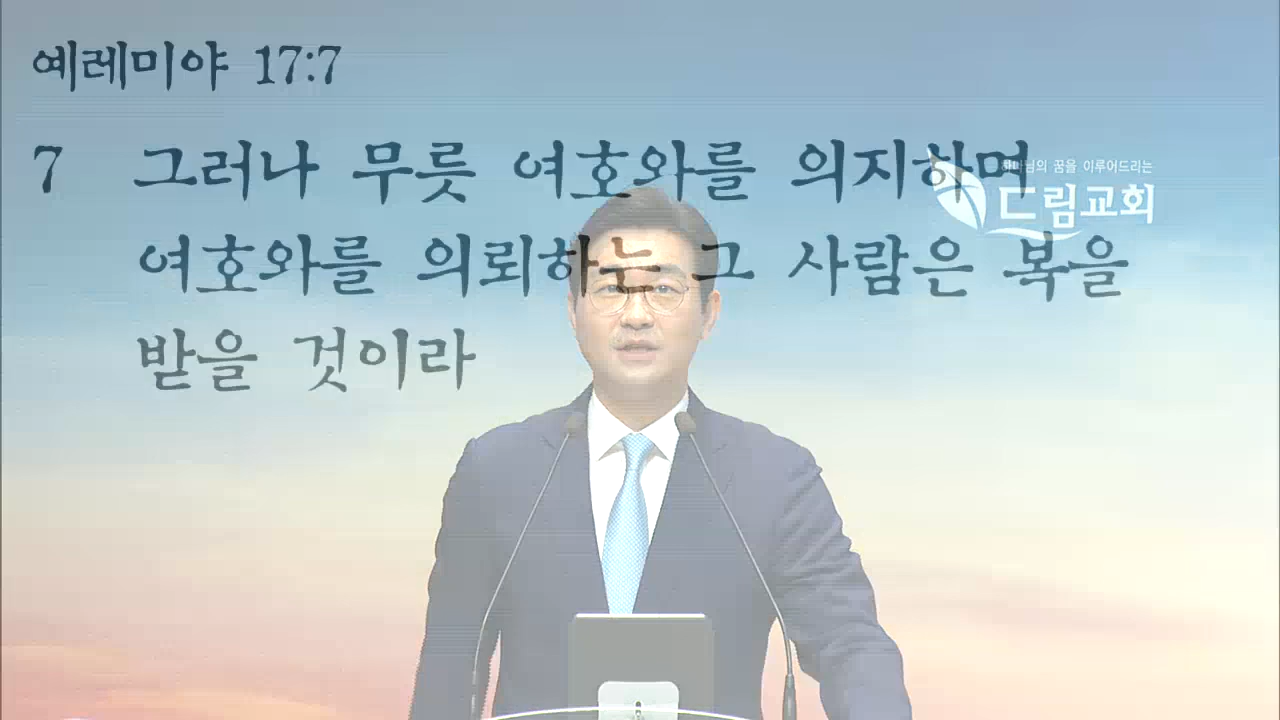 예레미야 17:7
7 그러나 무릇 여호와를 의지하며
여호와를 의뢰하는 그 사람은 복을
받을 것이라
하나님의 꿈을 이루어드리는
드림교회